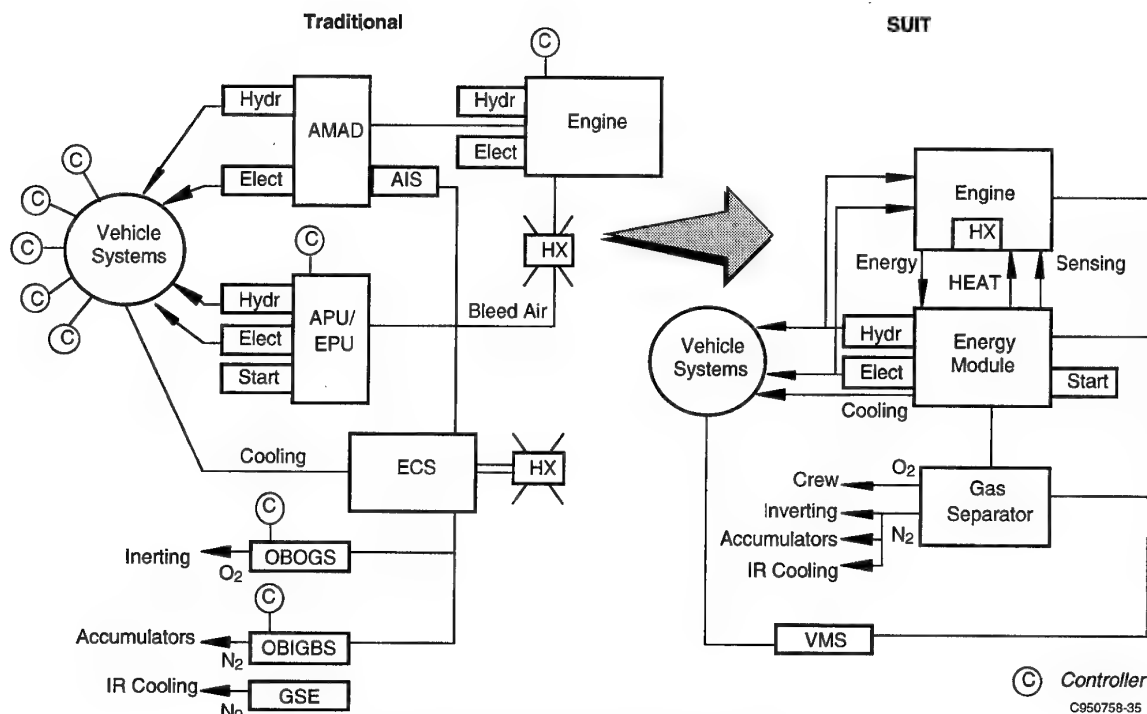 Traditional
SUIT
C
C
Hydr
AMAD
Hydr
Engine
Elect
Elect
AIS
C
C
C
C
C
Vehicle
Systems
C
HX
Hydr
APU/
EPU
Bleed Air
Elect
Start
Cooling
ECS
HX
C
Inerting
O2
OBOGS
C
Accumulators
N2
OBIGBS
IR Cooling
N2
GSE
Engine
HX
Energy
HEAT
Sensing
Vehicle
Systems
Hydr
Energy
Module
Elect
Start
Cooling
Crew
O2
Gas
Separator
Inverting
N2
Accumulators
IR Cooling
VMS
C Controller
C950758-35